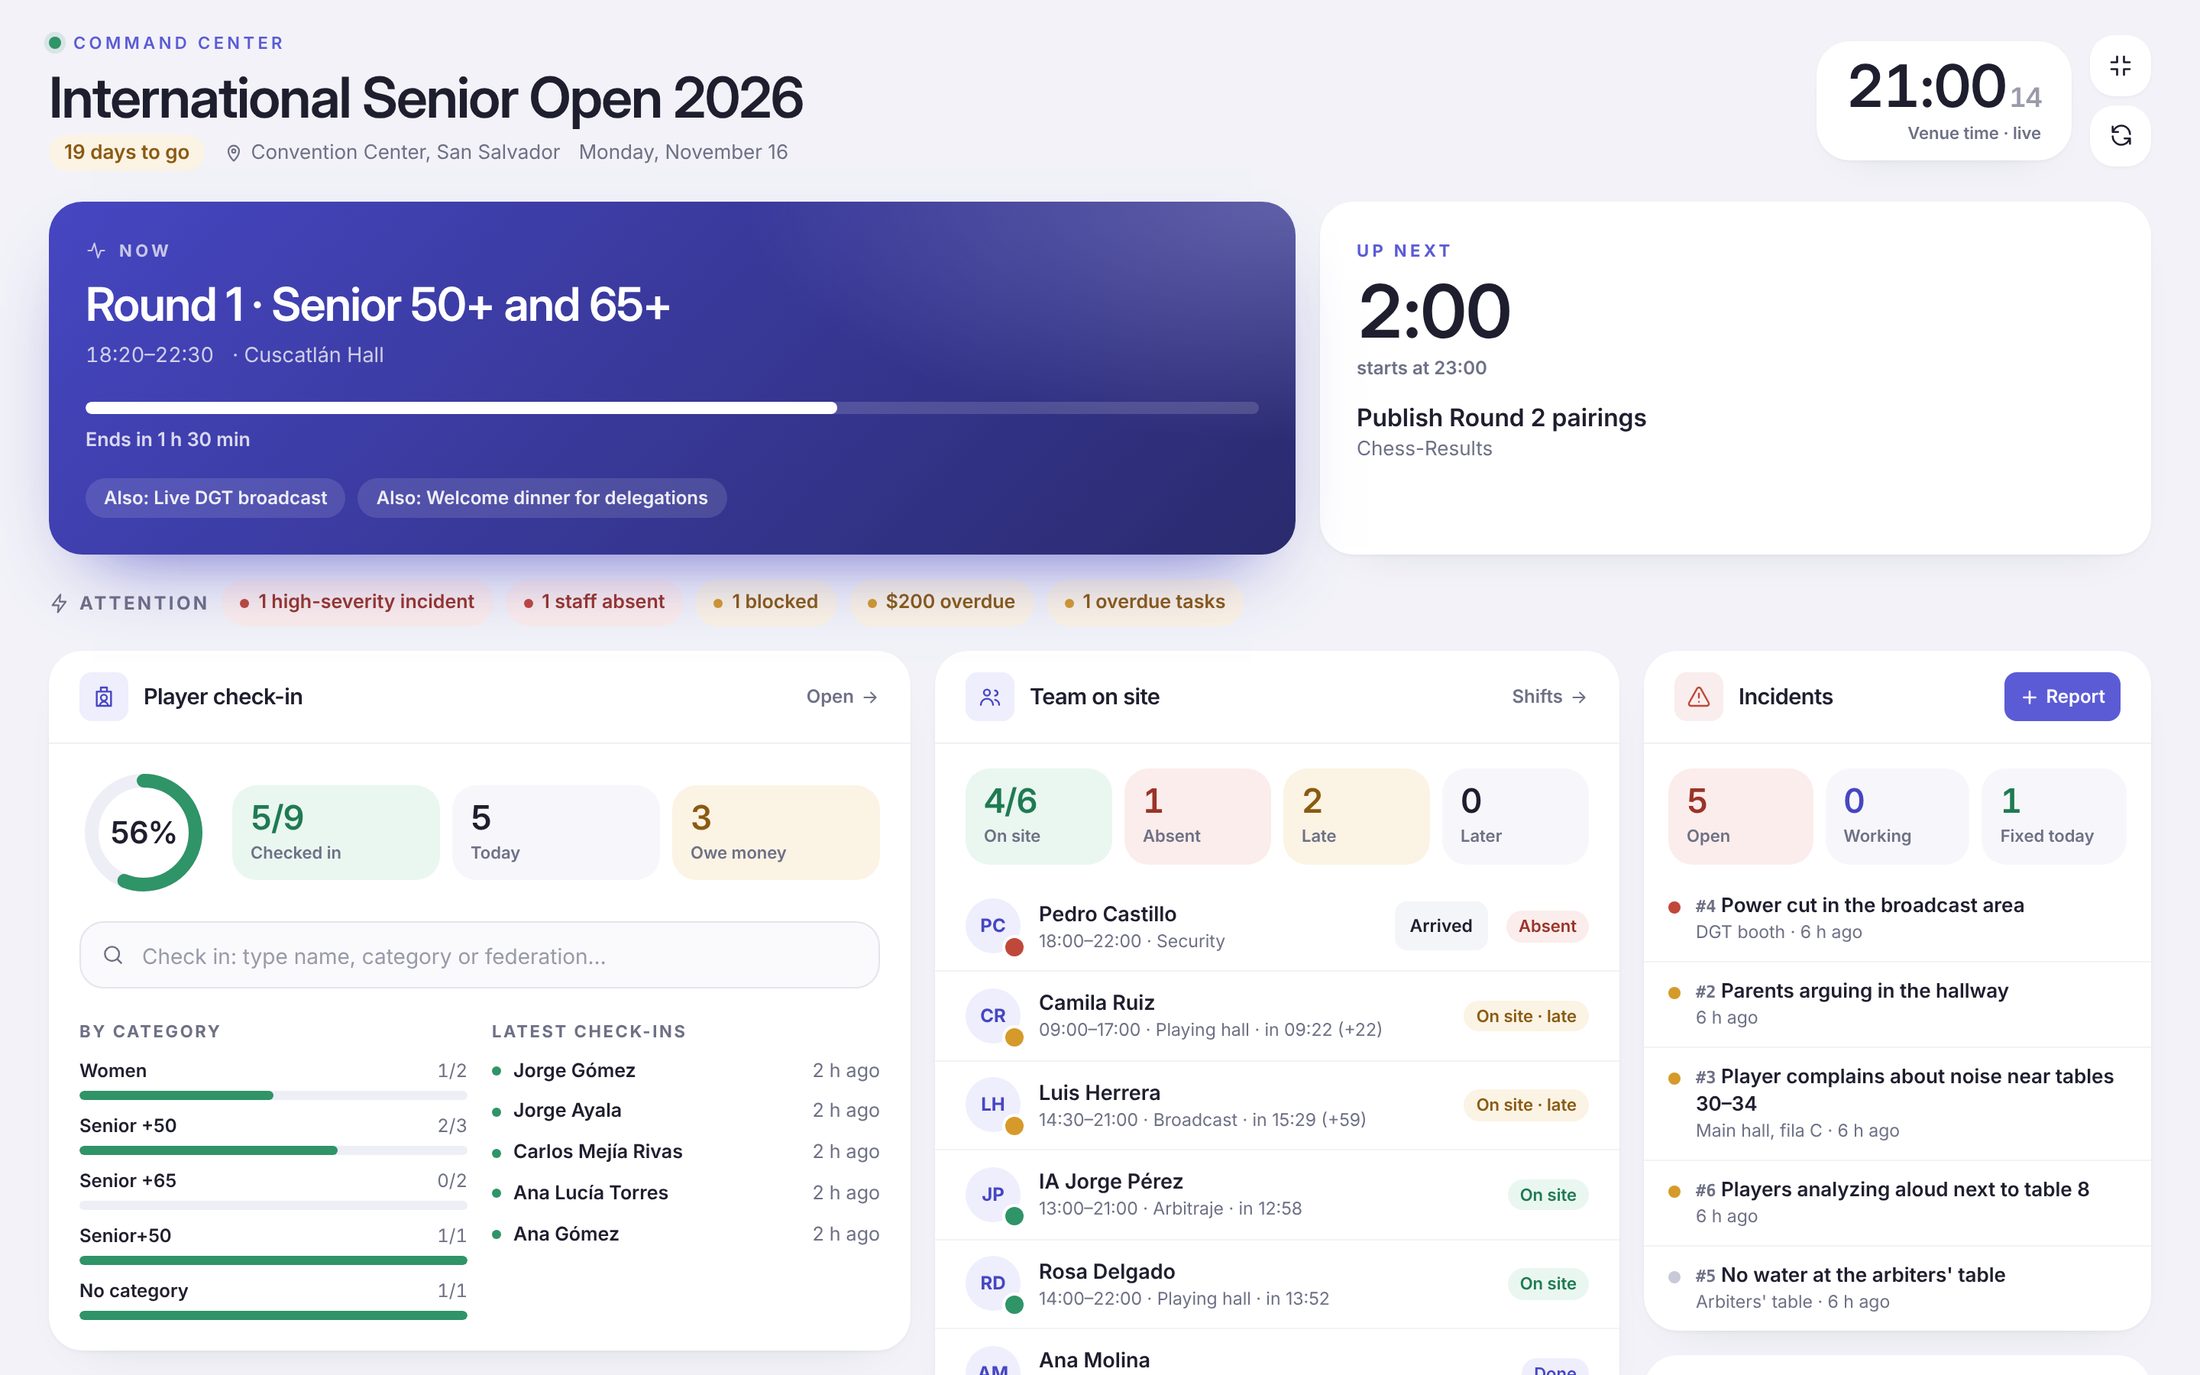 COMMAND CENTER
International Senior Open 2026
19 days to go
Convention Center, San Salvador
Monday, November 16
21:00 14
Venue time · live
NOW
Round 1 · Senior 50+ and 65+
18:20–22:30 · Cuscatlán Hall
Ends in 1 h 30 min
Also: Live DGT broadcast
Also: Welcome dinner for delegations
UP NEXT
2:00
starts at 23:00
Publish Round 2 pairings
Chess-Results
ATTENTION
1 high-severity incident
1 staff absent
1 blocked
$200 overdue
1 overdue tasks
Player check-in
Open →
56%
5/9
Checked in
5
Today
3
Owe money
Check in: type name, category or federation...
BY CATEGORY
Women 1/2
Senior +50 2/3
Senior +65 0/2
Senior+50 1/1
No category 1/1
LATEST CHECK-INS
Jorge Gómez 2 h ago
Jorge Ayala 2 h ago
Carlos Mejía Rivas 2 h ago
Ana Lucía Torres 2 h ago
Ana Gómez 2 h ago
Team on site
Shifts →
4/6
On site
1
Absent
2
Late
0
Later
PC
Pedro Castillo
18:00–22:00 · Security
Arrived
Absent
CR
Camila Ruiz
09:00–17:00 · Playing hall · in 09:22 (+22)
On site · late
LH
Luis Herrera
14:30–21:00 · Broadcast · in 15:29 (+59)
On site · late
JP
IA Jorge Pérez
13:00–21:00 · Arbitraje · in 12:58
On site
RD
Rosa Delgado
14:00–22:00 · Playing hall · in 13:52
On site
AM
Ana Molina
Done
Incidents
+ Report
5
Open
0
Working
1
Fixed today
#4 Power cut in the broadcast area
DGT booth · 6 h ago
#2 Parents arguing in the hallway
6 h ago
#3 Player complains about noise near tables
30–34
Main hall, fila C · 6 h ago
#6 Players analyzing aloud next to table 8
6 h ago
#5 No water at the arbiters' table
Arbiters' table · 6 h ago